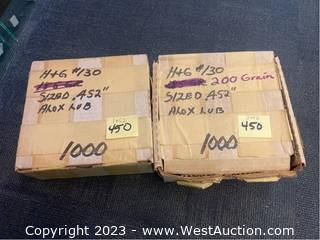 H+G #130
SIZED .452"
ALOX LUB
450
1000
H+G #130
200 Grain
SIZED .452"
ALOX LUB
450
1000
Copyright 2023 - www.WestAuction.com